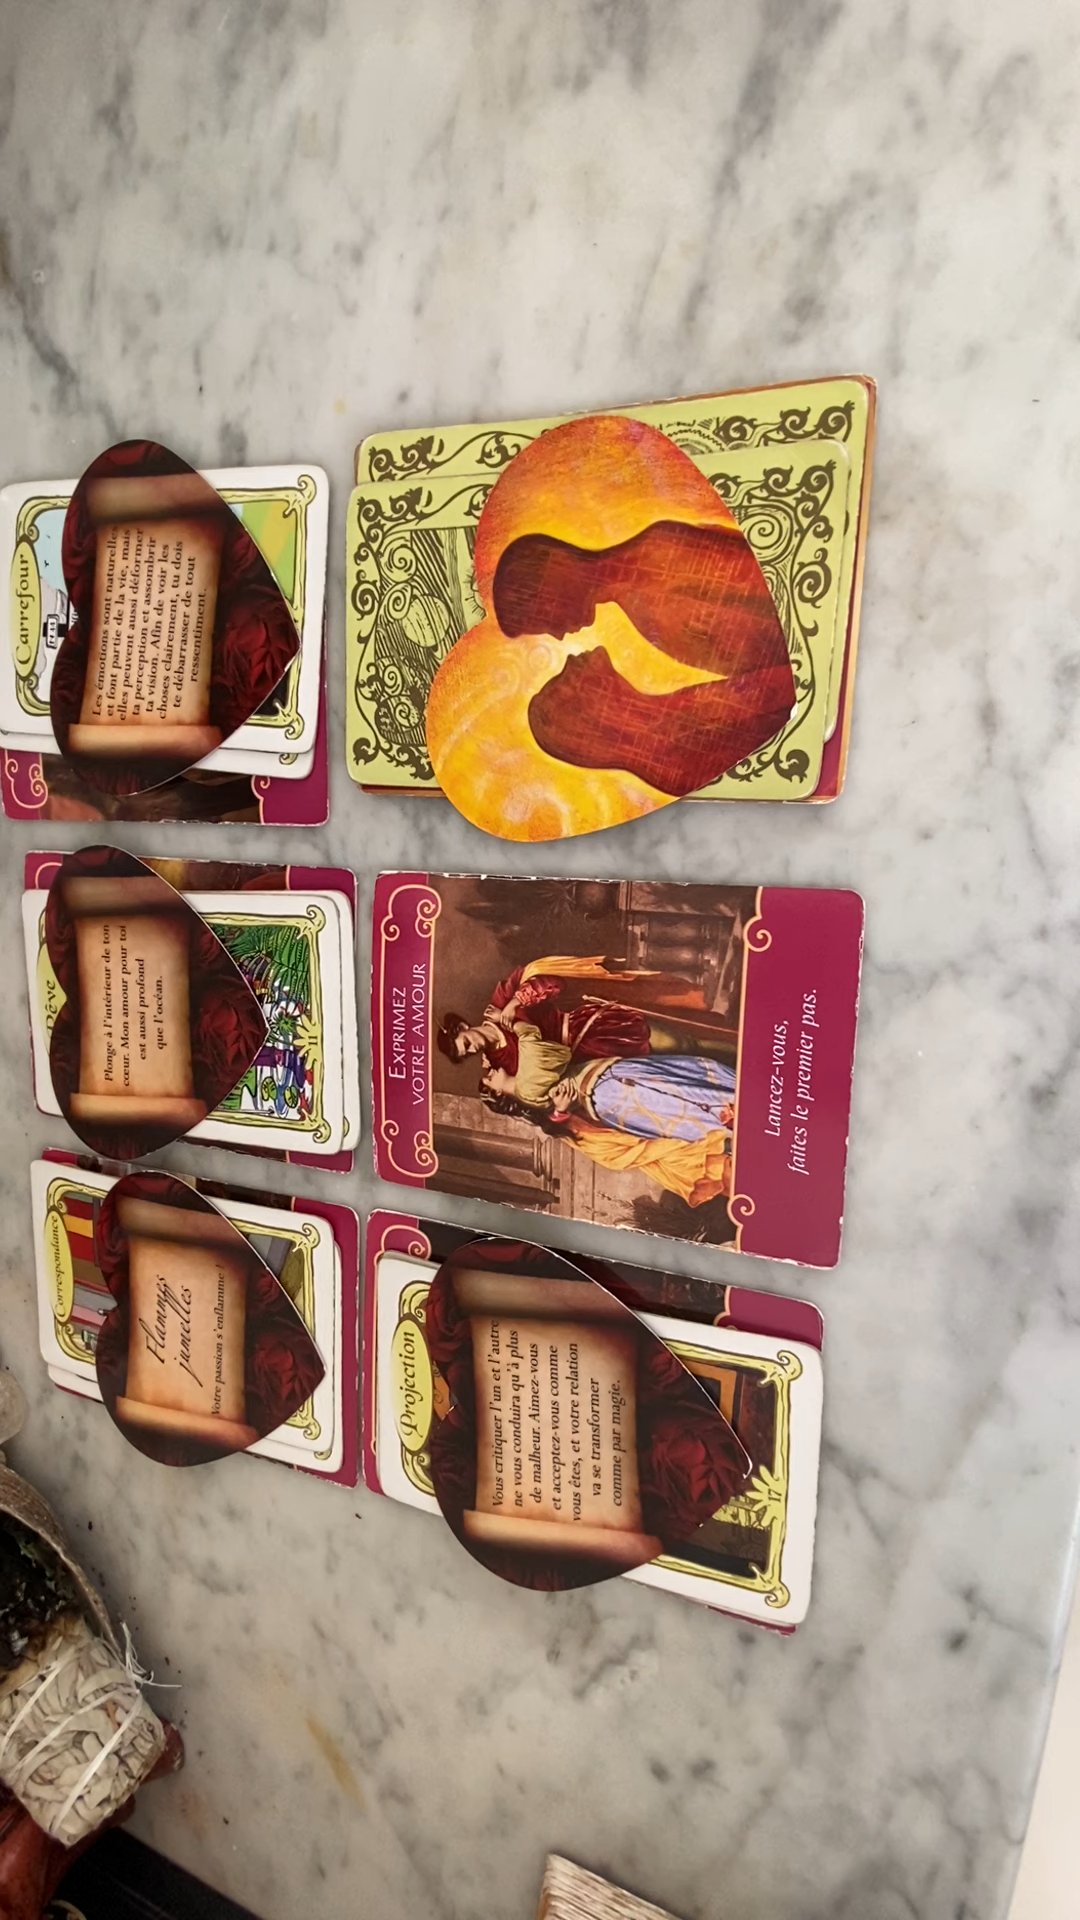 Correspondance
Flammes
jumelles
Votre passion s'enflamme !
Plonge à l'intérieur de ton
cœur. Mon amour pour toi
est aussi profond
que l'océan.
11
Carrefour
Les émotions sont naturelles
et font partie de la vie, mais
elles peuvent aussi déformer
ta perception et assombrir
ta vision. Afin de voir les
choses clairement, tu dois
te débarrasser de tout
ressentiment.
Projection
Vous critiquer l'un et l'autre
ne vous conduira qu'à plus
de malheur. Aimez-vous
et acceptez-vous comme
vous êtes, et votre relation
va se transformer
comme par magie.
17
EXPRIMEZ
VOTRE AMOUR
Lancez-vous,
faites le premier pas.